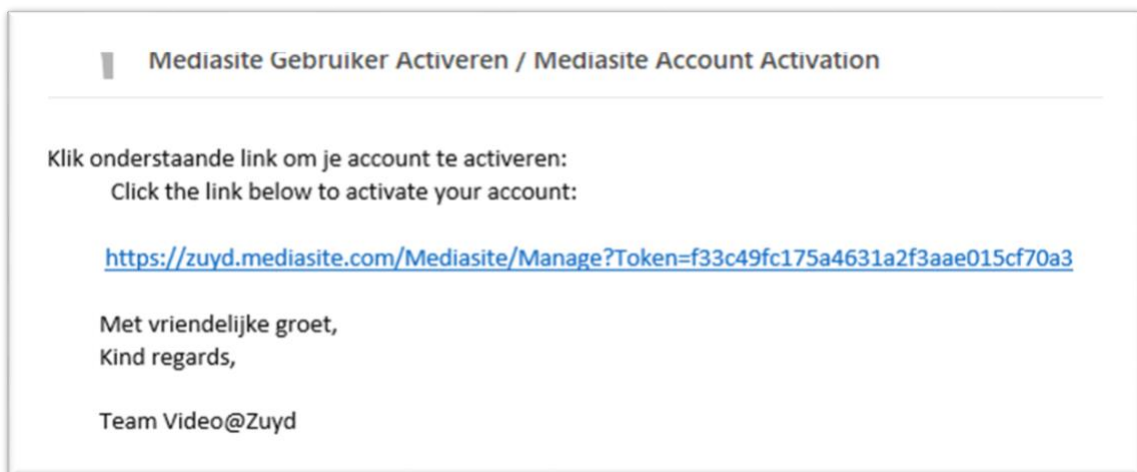 Mediasite Gebruiker Activeren / Mediasite Account Activation
Klik onderstaande link om je account te activeren:
Click the link below to activate your account:
https://zuyd.mediasite.com/Mediasite/Manage?Token=f33c49fc175a4631a2f3aae015cf70a3
Met vriendelijke groet,
Kind regards,
Team Video@Zuyd